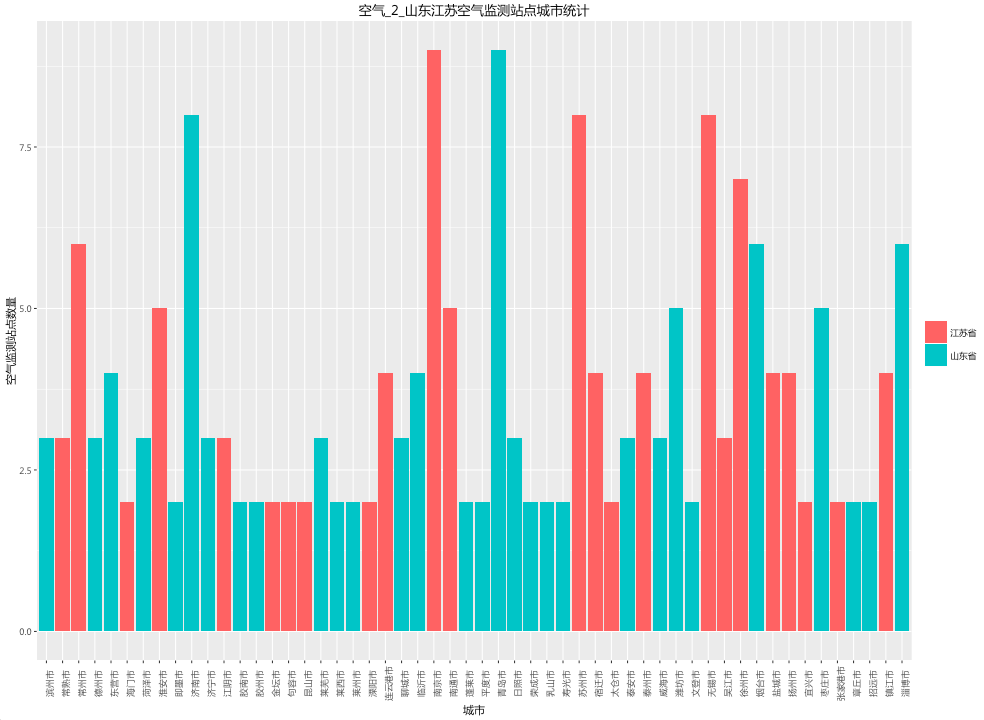 空气_2_山东江苏空气监测站点城市统计
空气监测站点数量
7.5
5.0
2.5
0.0
滨州市
常熟市
常州市
德州市
东营市
海门市
菏泽市
淮安市
即墨市
济南市
济宁市
江阴市
胶南市
胶州市
金坛市
句容市
昆山市
莱芜市
莱西市
莱州市
溧阳市
连云港市
聊城市
临沂市
南京市
南通市
蓬莱市
平度市
青岛市
日照市
荣成市
乳山市
寿光市
苏州市
宿迁市
太仓市
泰安市
泰州市
威海市
潍坊市
文登市
无锡市
吴江市
徐州市
烟台市
盐城市
扬州市
宜兴市
枣庄市
张家港市
章丘市
招远市
镇江市
淄博市
城市
江苏省
山东省